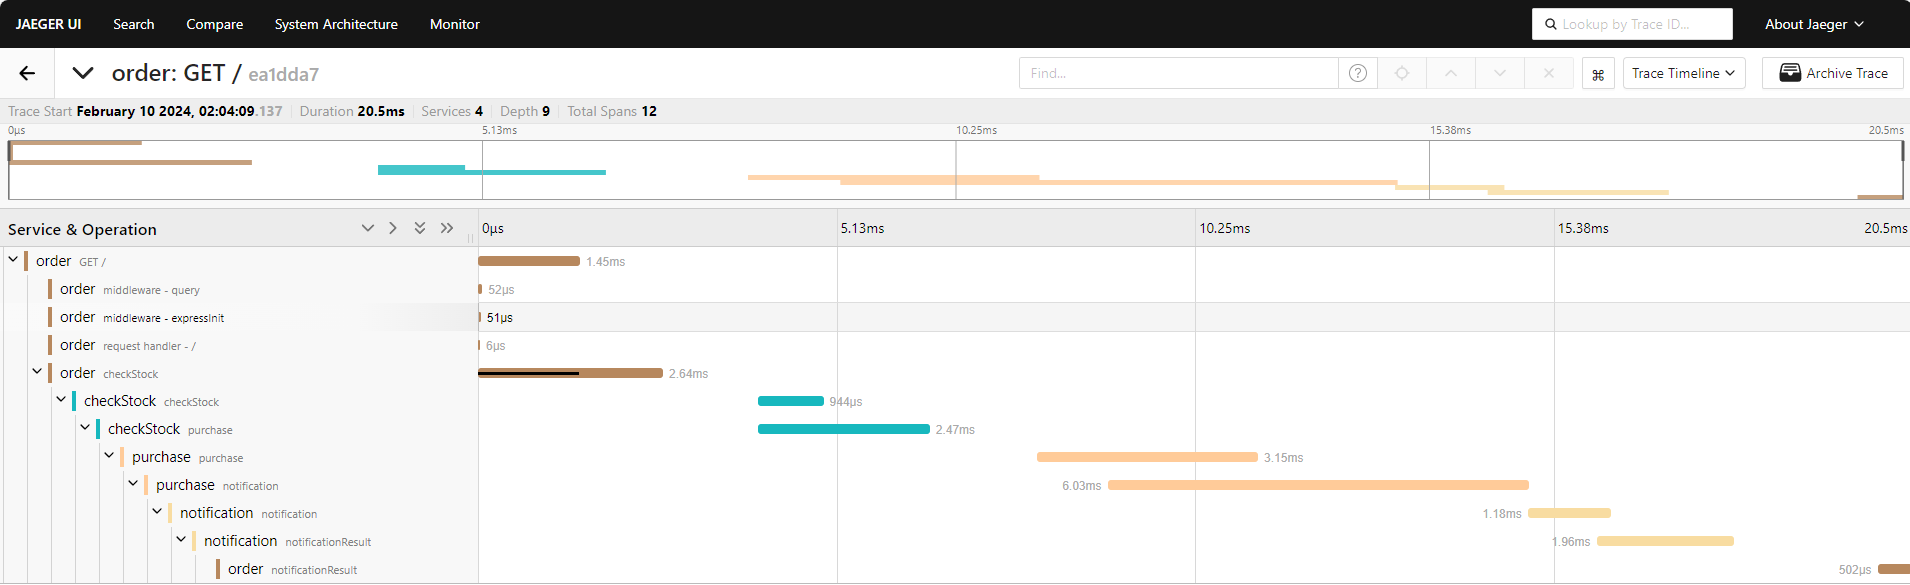 JAEGER UI Search Compare System Architecture Monitor Lookup by Trace ID... About Jaeger
order: GET / ea1dda7 Find... ? ⌘ Trace Timeline Archive Trace
Trace Start February 10 2024, 02:04:09.137 Duration 20.5ms Services 4 Depth 9 Total Spans 12
0μs 5.13ms 10.25ms 15.38ms 20.5ms
Service & Operation 0μs 5.13ms 10.25ms 15.38ms 20.5ms
order GET / 1.45ms
order middleware - query 52μs
order middleware - expressInit 51μs
order request handler - / 6μs
order checkStock 2.64ms
checkStock checkStock 944μs
checkStock purchase 2.47ms
purchase purchase 3.15ms
purchase notification 6.03ms
notification notification 1.18ms
notification notificationResult 1.96ms
order notificationResult 502μs